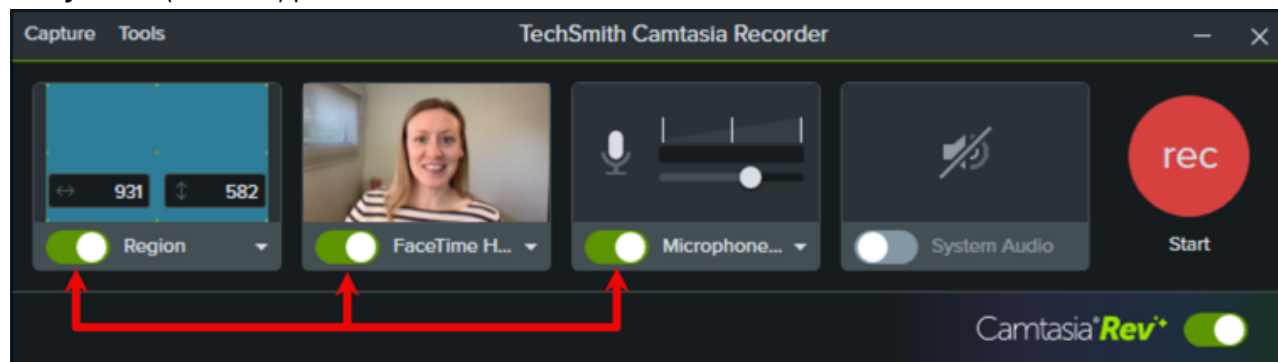 Capture Tools TechSmith Camtasia Recorder
931 582
rec
Region FaceTime H... Microphone... System Audio Start
Camtasia® Rev